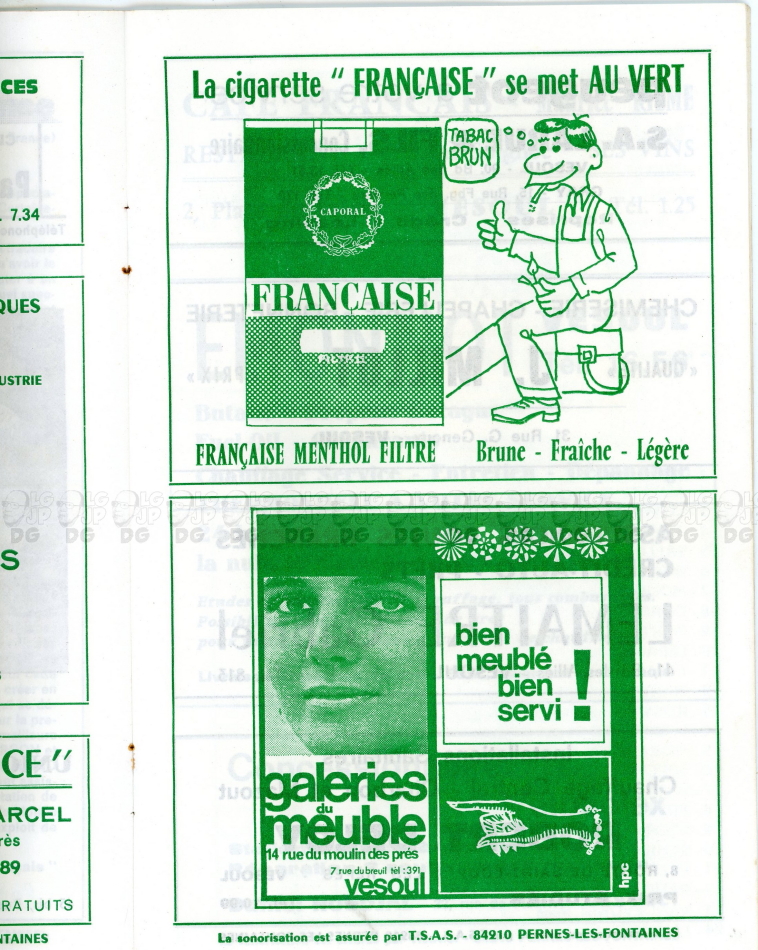 CES
. 7.34
QUES
USTRIE
S
CE"
ARCEL
rès
89
RATUITS
NTAINES
La cigarette " FRANÇAISE " se met AU VERT
TABAC
BRUN
CAPORAL
FRANÇAISE
FILTRE
FRANÇAISE MENTHOL FILTRE
Brune - Fraîche - Légère
bien
meublé
bien
servi !
galeries
du
meuble
14 rue du moulin des prés
7 rue du breuil tél : 391
vesoul
hpc
La sonorisation est assurée par T.S.A.S. - 84210 PERNES-LES-FONTAINES